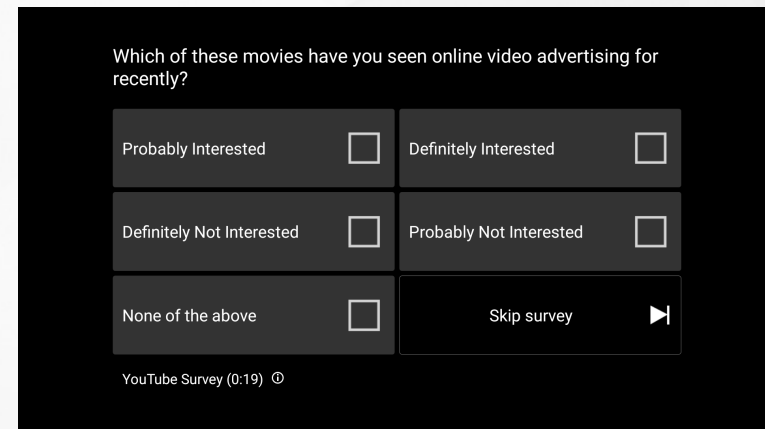 Which of these movies have you seen online video advertising for
recently?
Probably Interested
Definitely Interested
Definitely Not Interested
Probably Not Interested
None of the above
Skip survey
YouTube Survey (0:19)